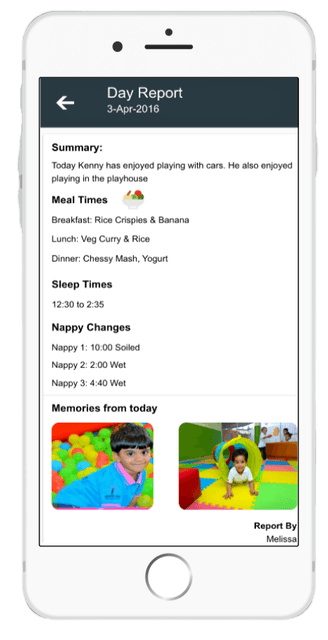 Day Report
3-Apr-2016
Summary:
Today Kenny has enjoyed playing with cars. He also enjoyed
playing in the playhouse
Meal Times
Breakfast: Rice Crispies & Banana
Lunch: Veg Curry & Rice
Dinner: Chessy Mash, Yogurt
Sleep Times
12:30 to 2:35
Nappy Changes
Nappy 1: 10:00 Soiled
Nappy 2: 2:00 Wet
Nappy 3: 4:40 Wet
Memories from today
Report By
Melissa